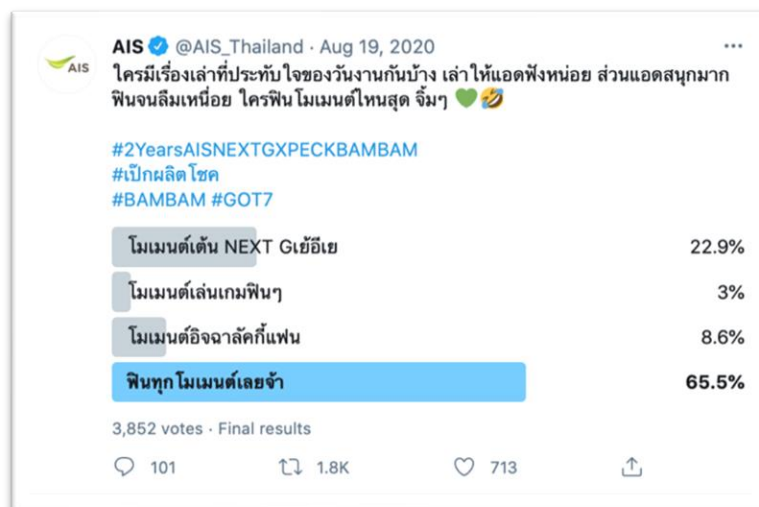 AIS
AIS @AIS_Thailand · Aug 19, 2020
ใครมีเรื่องเล่าที่ประทับใจของวันงานกันบ้าง เล่าให้แอดฟังหน่อย ส่วนแอดสนุกมาก
ฟินจนลืมเหนื่อย ใครฟินโมเมนต์ไหนสุด จิ้มๆ 💚🤣
#2YearsAISNEXTGXPECKBAMBAM
#เป๊กผลิตโชค
#BAMBAM #GOT7
โมเมนต์เต้น NEXT Gเย้อีเย 22.9%
โมเมนต์เล่นเกมฟินๆ 3%
โมเมนต์อิจฉาลัคกี้แฟน 8.6%
ฟินทุกโมเมนต์เลยจ้า 65.5%
3,852 votes · Final results
101 1.8K 713